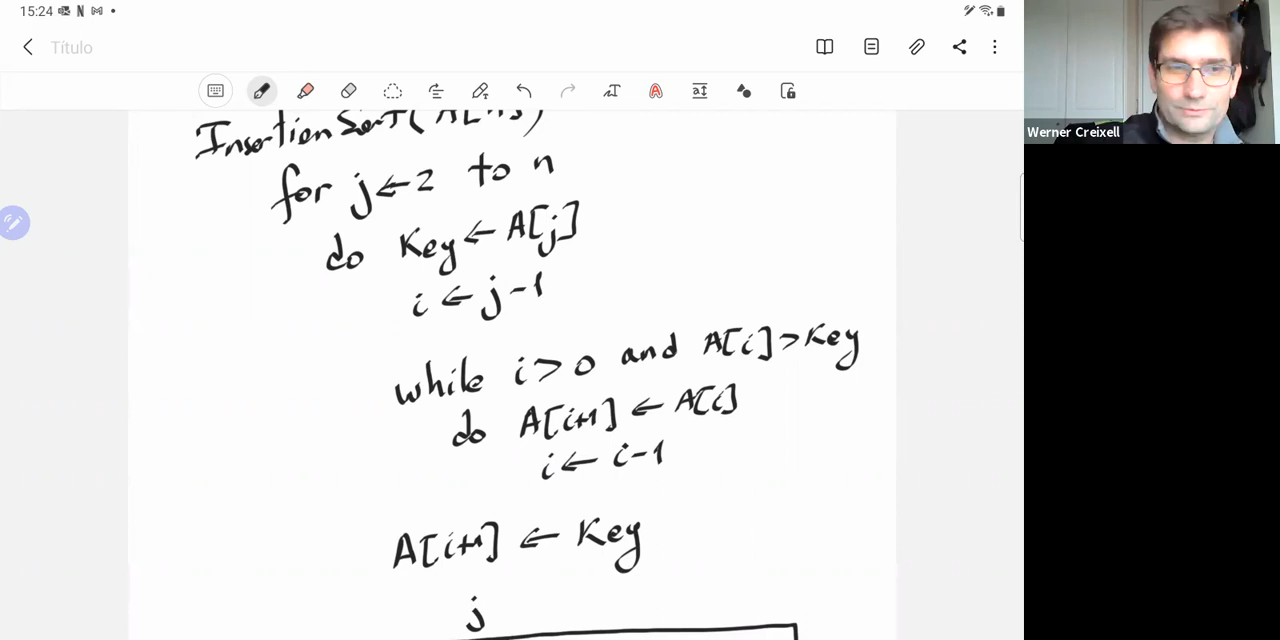 15:24
Título
Werner Creixell
InsertionSort(A[n])
for j ← 2 to n
do Key ← A[j]
i ← j-1
while i > 0 and A[i] > Key
do A[i+1] ← A[i]
i ← i-1
A[i+1] ← Key
j